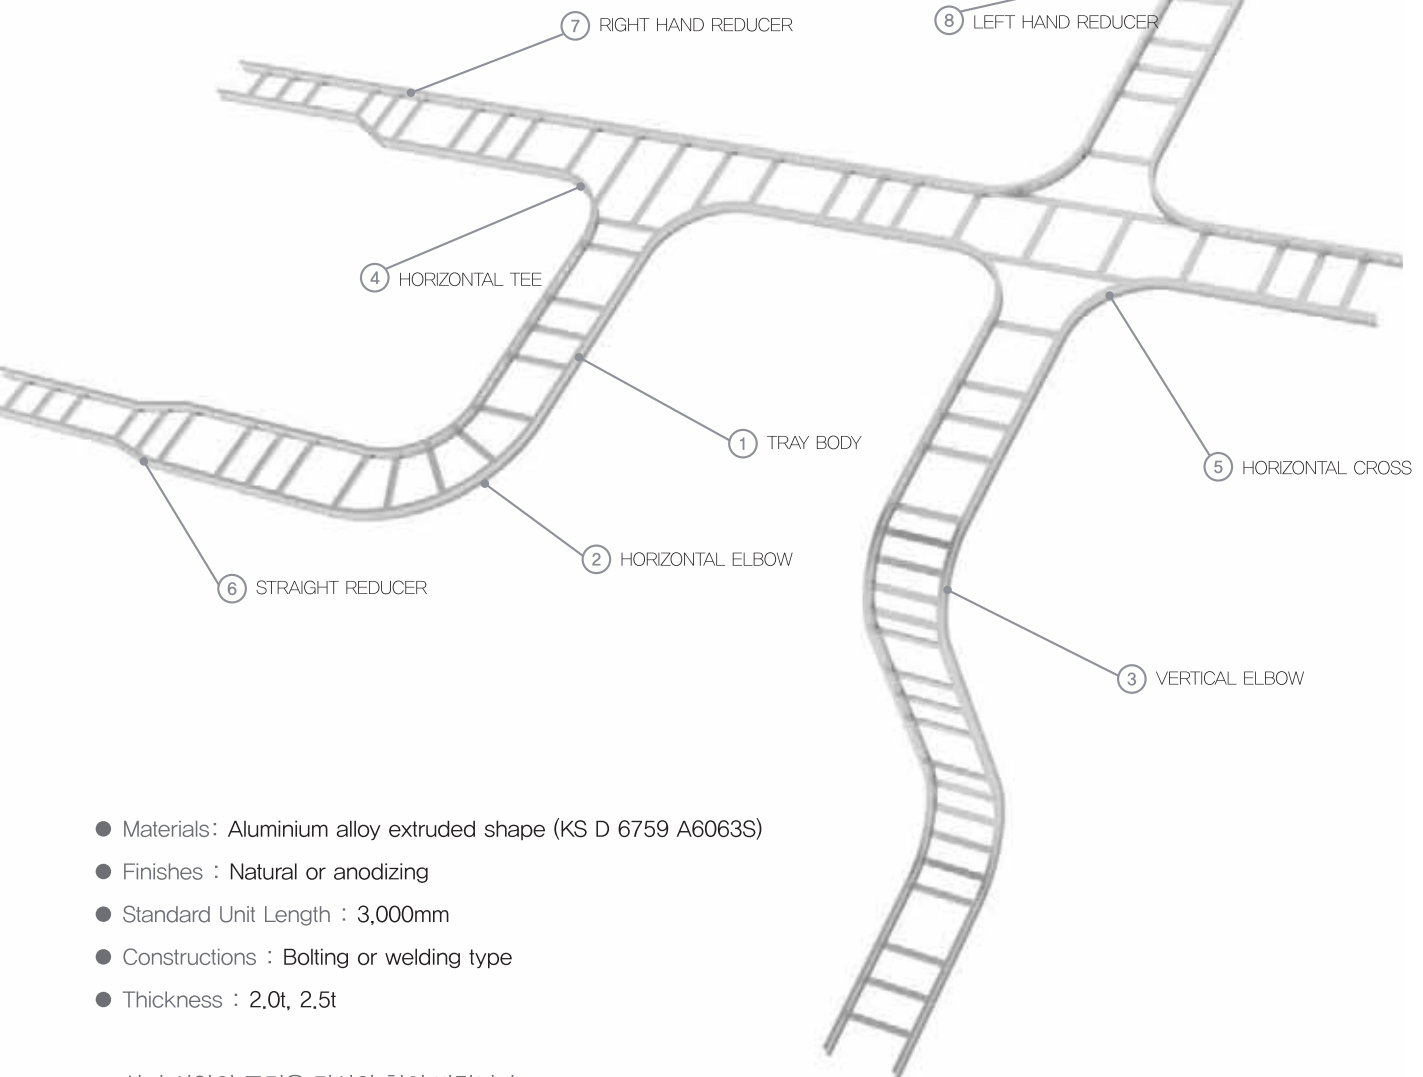 7 RIGHT HAND REDUCER
8 LEFT HAND REDUCER
4 HORIZONTAL TEE
1 TRAY BODY
5 HORIZONTAL CROSS
2 HORIZONTAL ELBOW
6 STRAIGHT REDUCER
3 VERTICAL ELBOW
● Materials : Aluminium alloy extruded shape (KS D 6759 A6063S)
● Finishes : Natural or anodizing
● Standard Unit Length : 3,000mm
● Constructions : Bolting or welding type
● Thickness : 2.0t, 2.5t